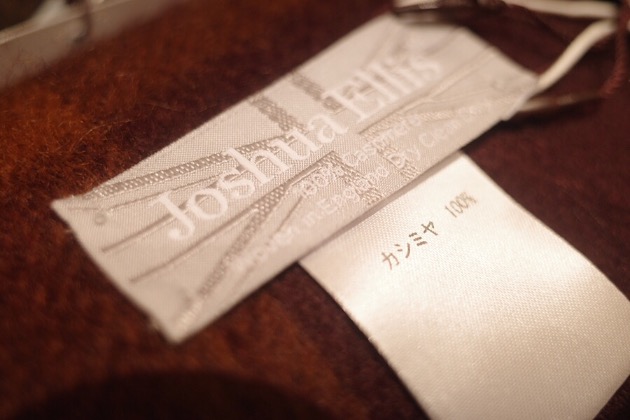 Joshua Ellis
100% Cashmere
Woven in England Dry Clean Only
カシミヤ 100%